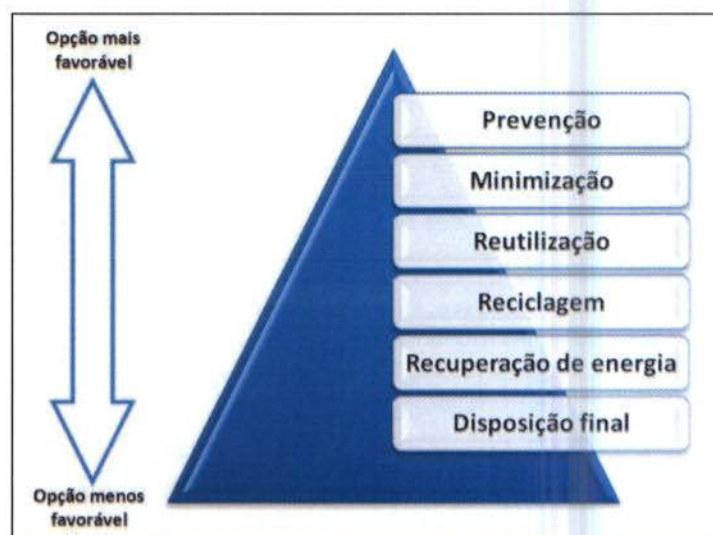 Opção mais
favorável
Prevenção
Minimização
Reutilização
Reciclagem
Recuperação de energia
Disposição final
Opção menos
favorável